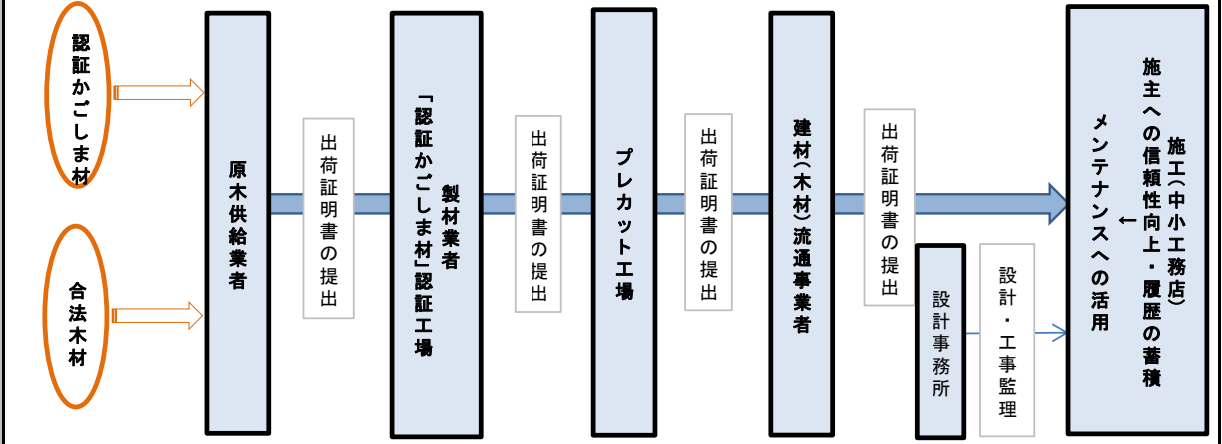 認証かごしま材
合法木材
原木供給業者
出荷証明書の提出
製材業者
「認証かごしま材」認証工場
出荷証明書の提出
プレカット工場
出荷証明書の提出
建材(木材)流通事業者
出荷証明書の提出
設計事務所
設計・工事監理
施工(中小工務店)
施主への信頼性向上・履歴の蓄積
←
メンテナンスへの活用